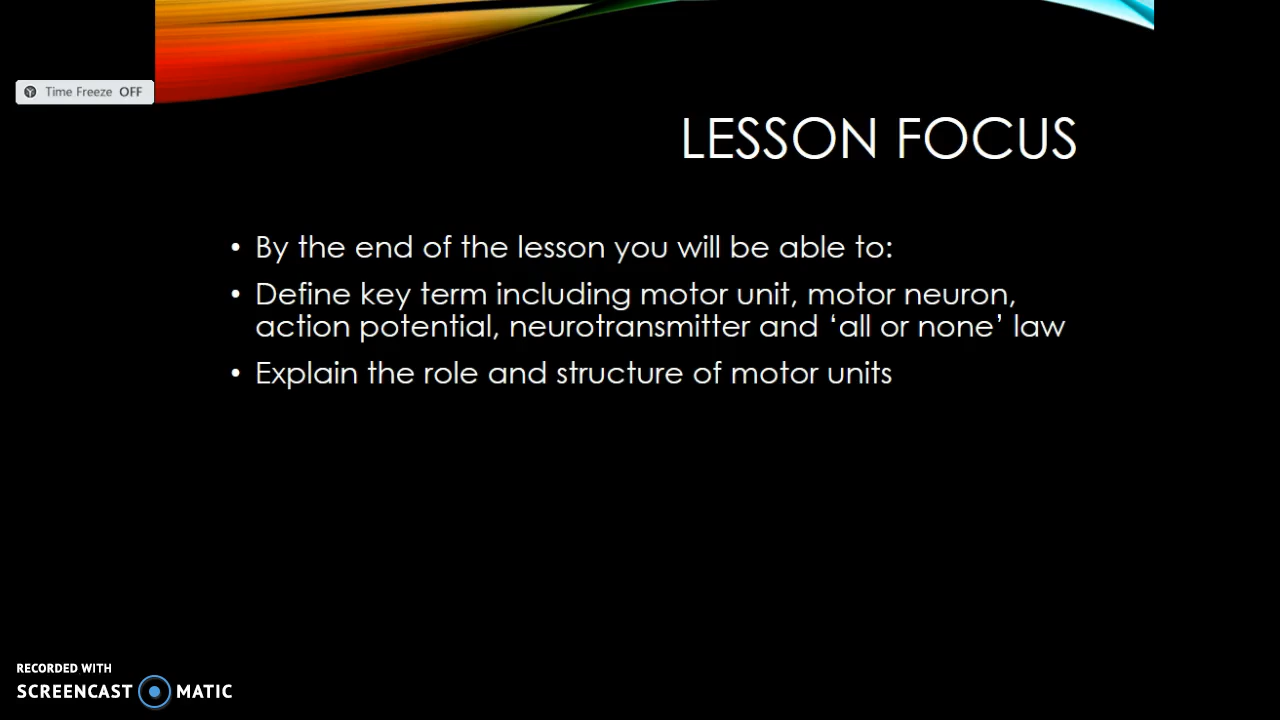 Time Freeze OFF
LESSON FOCUS
• By the end of the lesson you will be able to:
• Define key term including motor unit, motor neuron,
action potential, neurotransmitter and ‘all or none’ law
• Explain the role and structure of motor units
RECORDED WITH
SCREENCAST MATIC